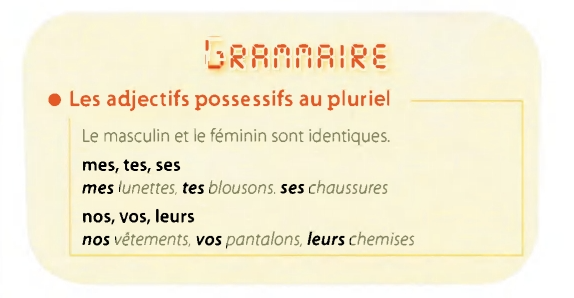 GRAMMAIRE
● Les adjectifs possessifs au pluriel
Le masculin et le féminin sont identiques.
mes, tes, ses
mes lunettes, tes blousons, ses chaussures
nos, vos, leurs
nos vêtements, vos pantalons, leurs chemises